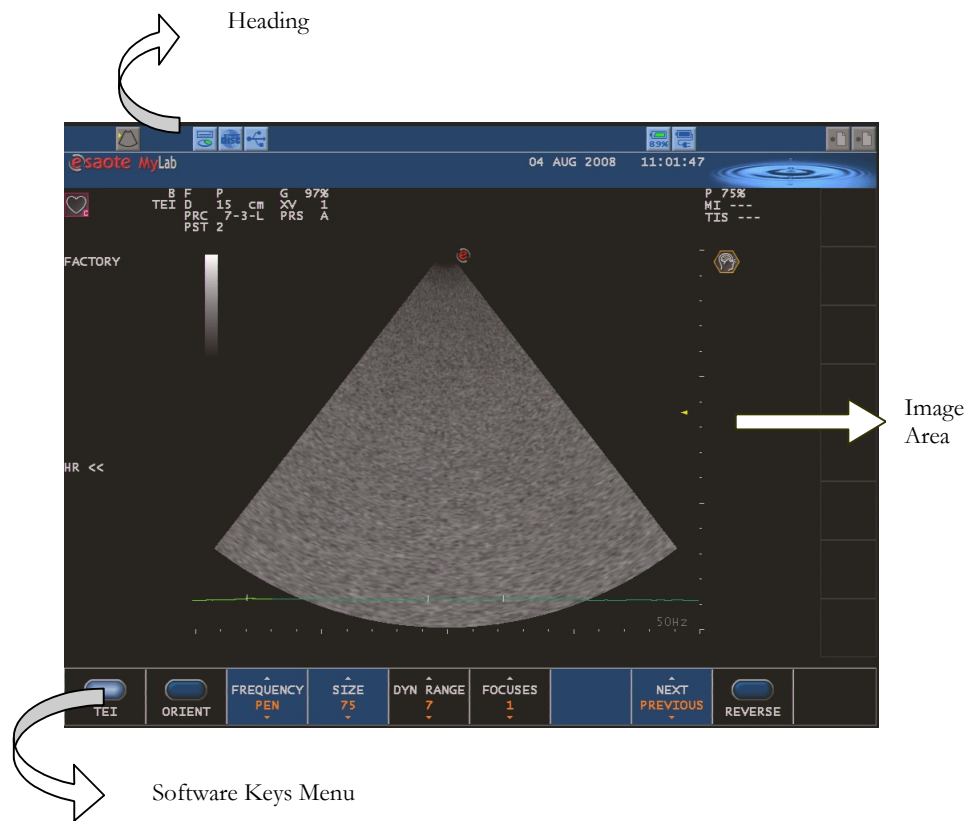 Heading
disc
89%
esaote MyLab 04 AUG 2008 11:01:47
B F P G 97% P 75%
TEI D 15 cm XV 1 MI ---
PRC 7-3-L PRS A TIS ---
PST 2
C
e
FACTORY
Image
Area
HR <<
50Hz
FREQUENCY SIZE DYN RANGE FOCUSES NEXT
PEN 75 7 1 PREVIOUS
TEI ORIENT REVERSE
Software Keys Menu